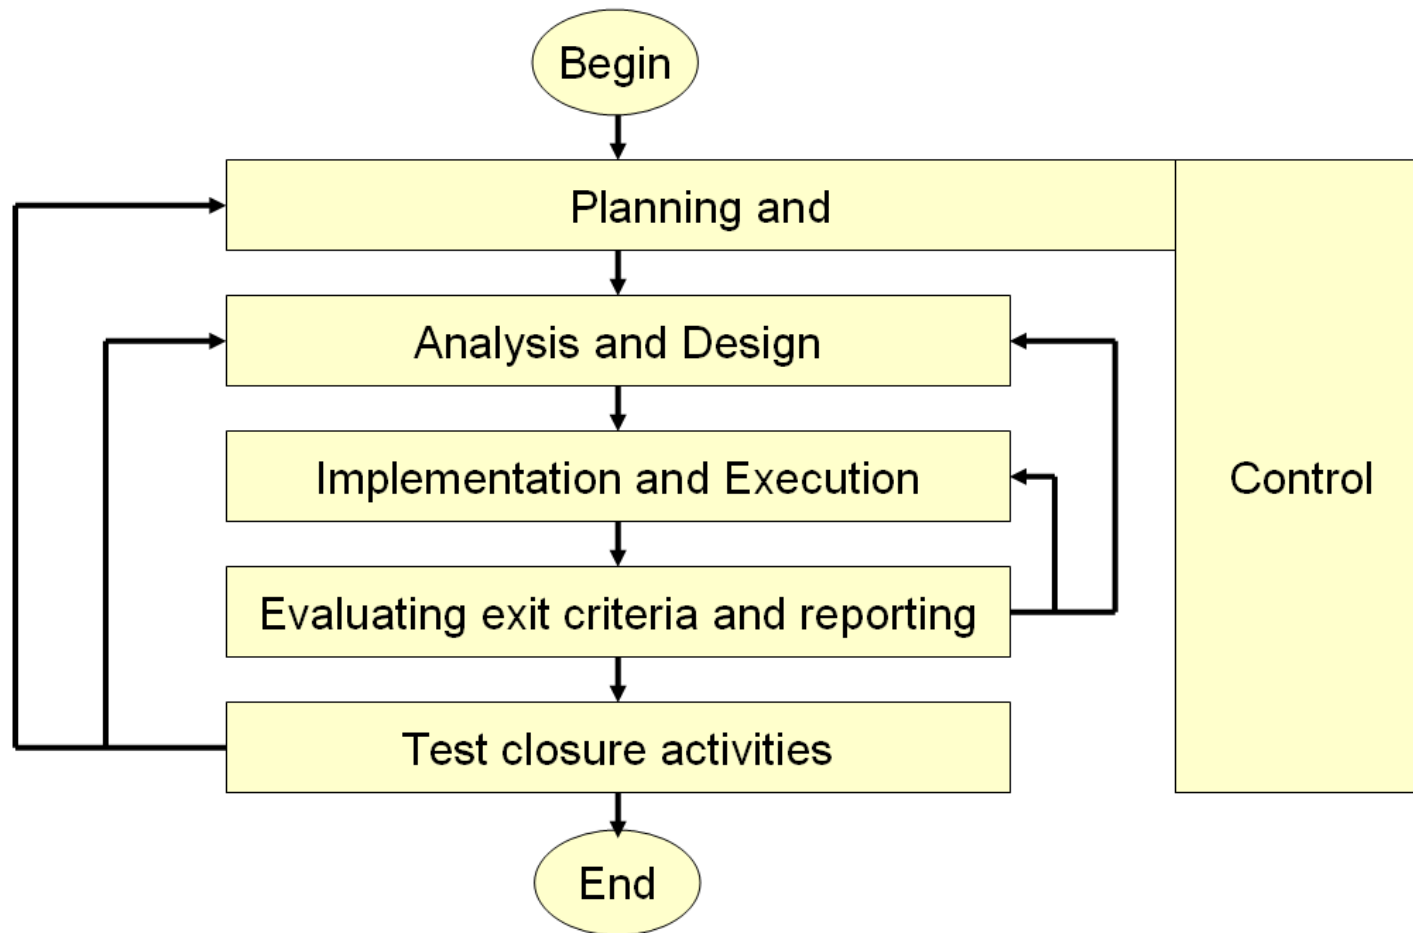 Begin
Planning and
Analysis and Design
Implementation and Execution
Control
Evaluating exit criteria and reporting
Test closure activities
End